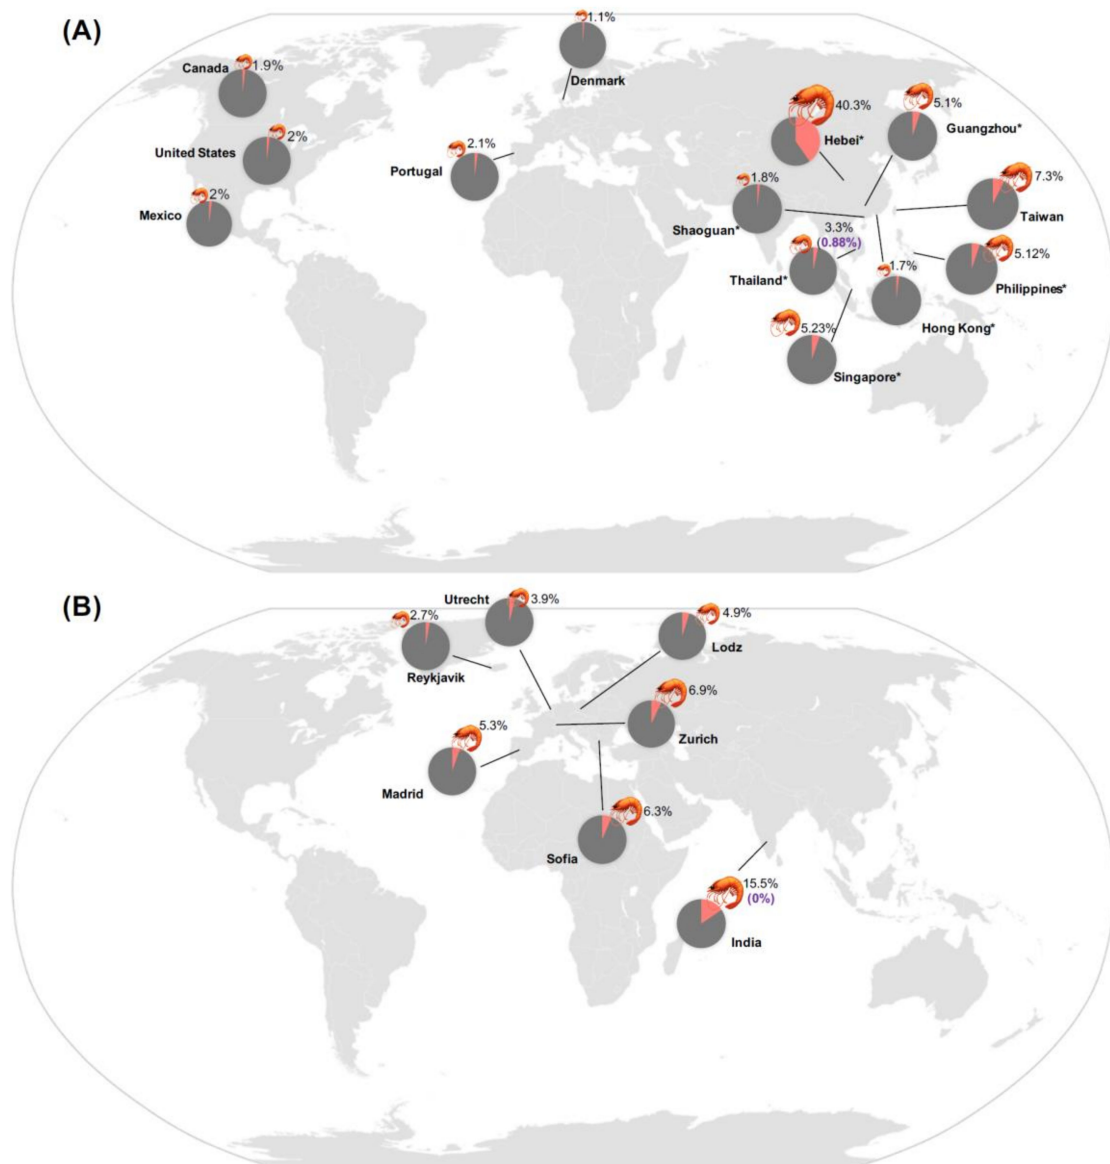 (A)
1.1%
Denmark
Canada
1.9%
United States
2%
Mexico
2%
Portugal
2.1%
40.3%
Hebei*
5.1%
Guangzhou*
1.8%
Shaoguan*
7.3%
Taiwan
3.3%
(0.88%)
Thailand*
5.12%
Philippines*
1.7%
Hong Kong*
5.23%
Singapore*
(B)
Utrecht
3.9%
2.7%
Reykjavik
4.9%
Lodz
6.9%
Zurich
5.3%
Madrid
6.3%
Sofia
15.5%
(0%)
India